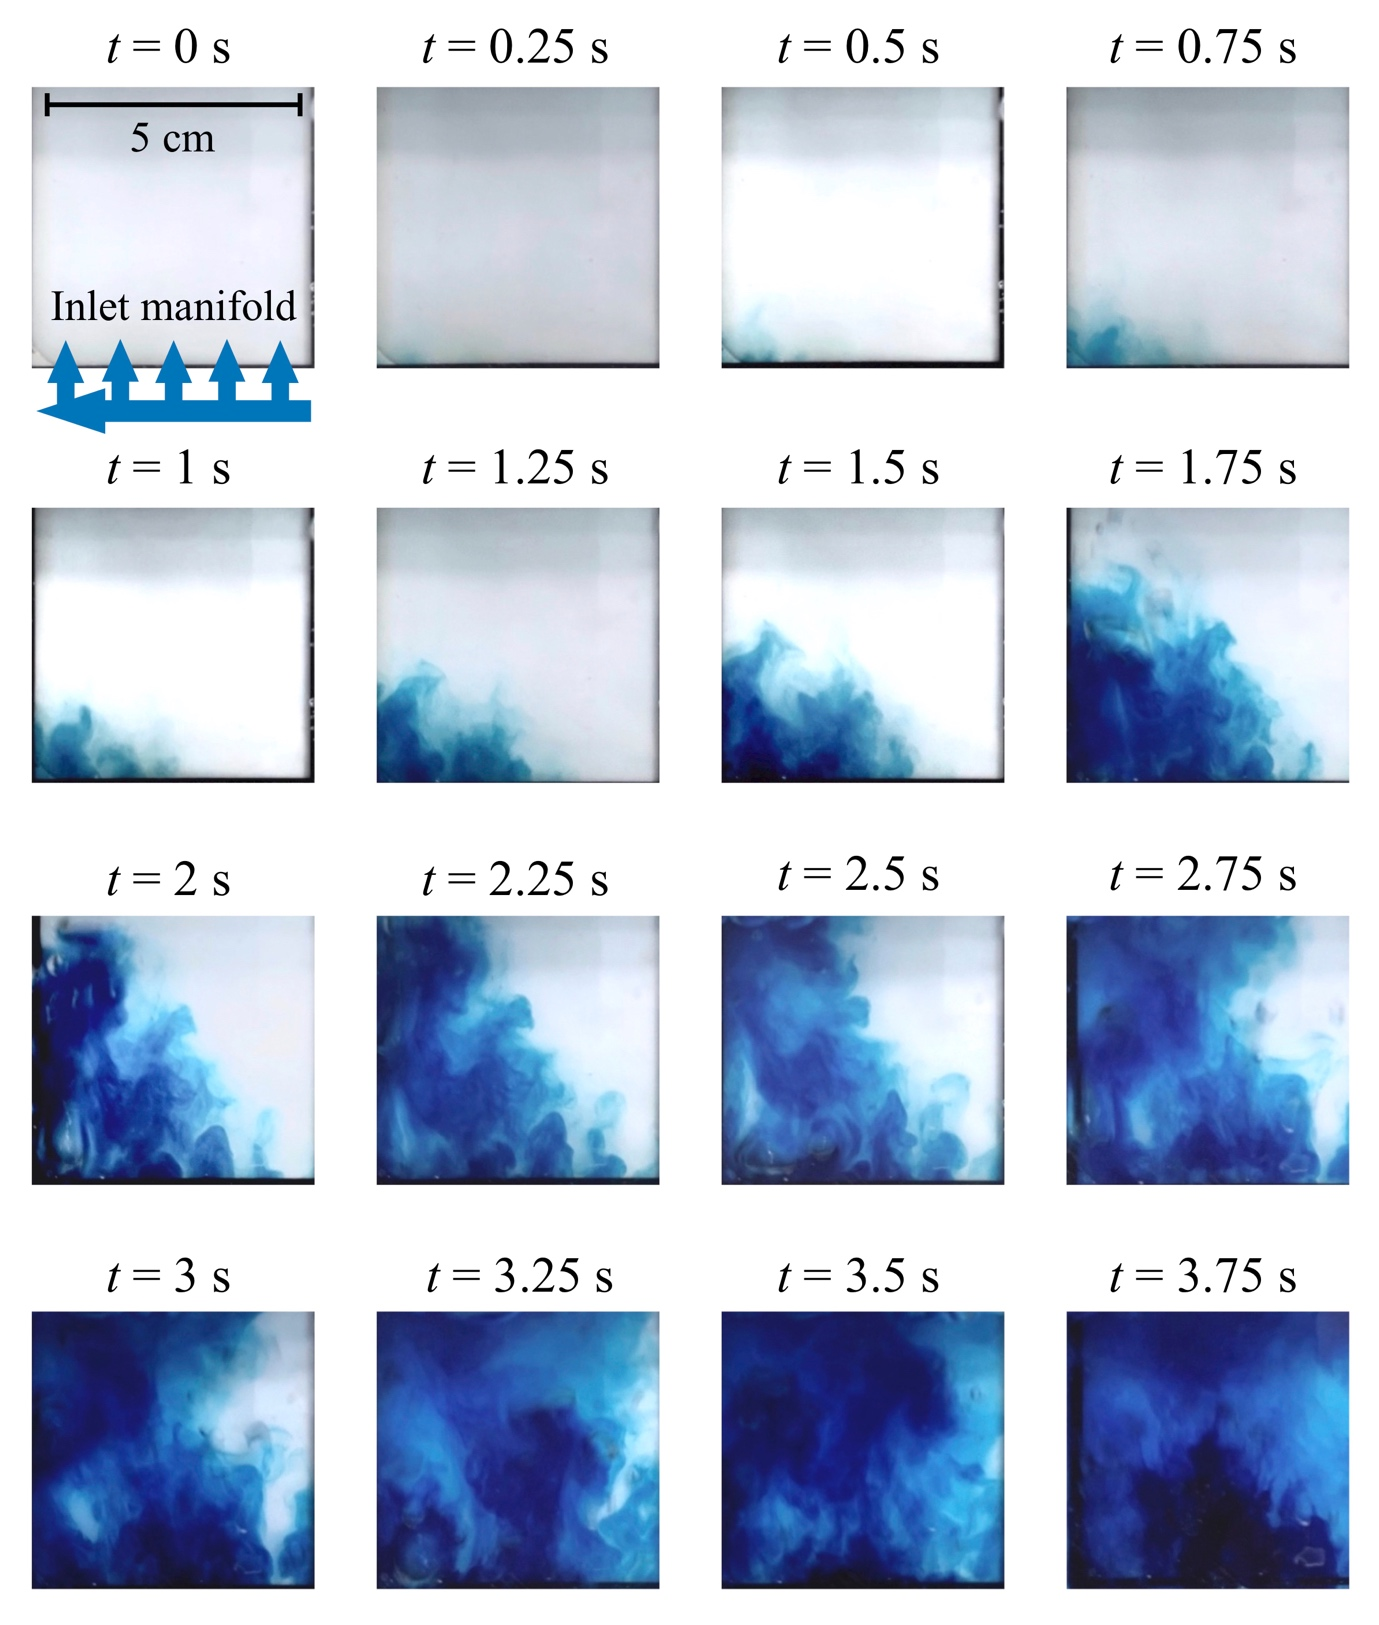 t = 0 s
t = 0.25 s
t = 0.5 s
t = 0.75 s
5 cm
Inlet manifold
t = 1 s
t = 1.25 s
t = 1.5 s
t = 1.75 s
t = 2 s
t = 2.25 s
t = 2.5 s
t = 2.75 s
t = 3 s
t = 3.25 s
t = 3.5 s
t = 3.75 s